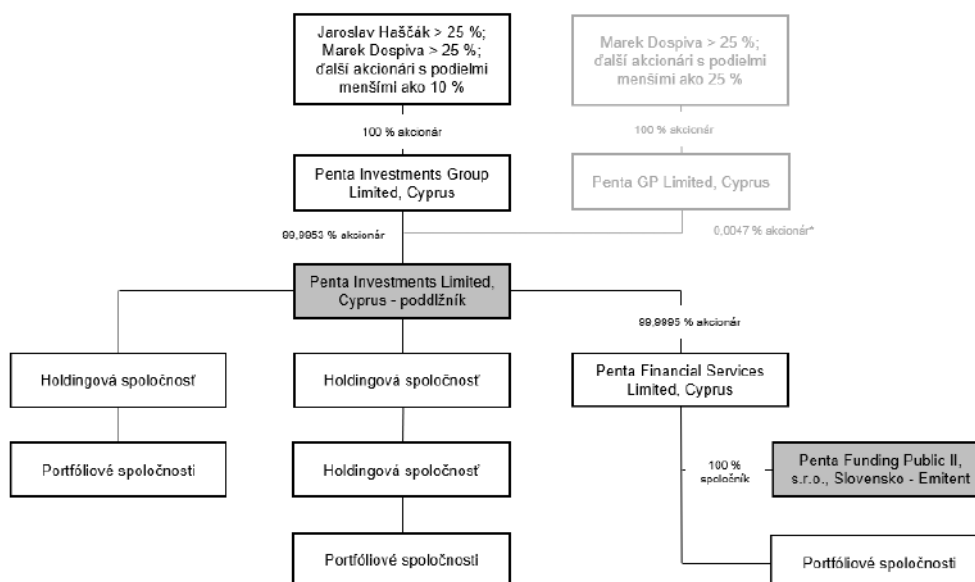 Jaroslav Haščák > 25 %;
Marek Dospiva > 25 %;
ďalší akcionári s podielmi
menšími ako 10 %
Marek Dospiva > 25 %;
ďalší akcionári s podielmi
menšími ako 25 %
100 % akcionár
100 % akcionár
Penta Investments Group
Limited, Cyprus
Penta GP Limited, Cyprus
99,9953 % akcionár
0,0047 % akcionár*
Penta Investments Limited,
Cyprus - poddlžník
99,9995 % akcionár
Holdingová spoločnosť
Holdingová spoločnosť
Penta Financial Services
Limited, Cyprus
Portfóliové spoločnosti
Holdingová spoločnosť
100 %
spoločník
Penta Funding Public II,
s.r.o., Slovensko - Emitent
Portfóliové spoločnosti
Portfóliové spoločnosti